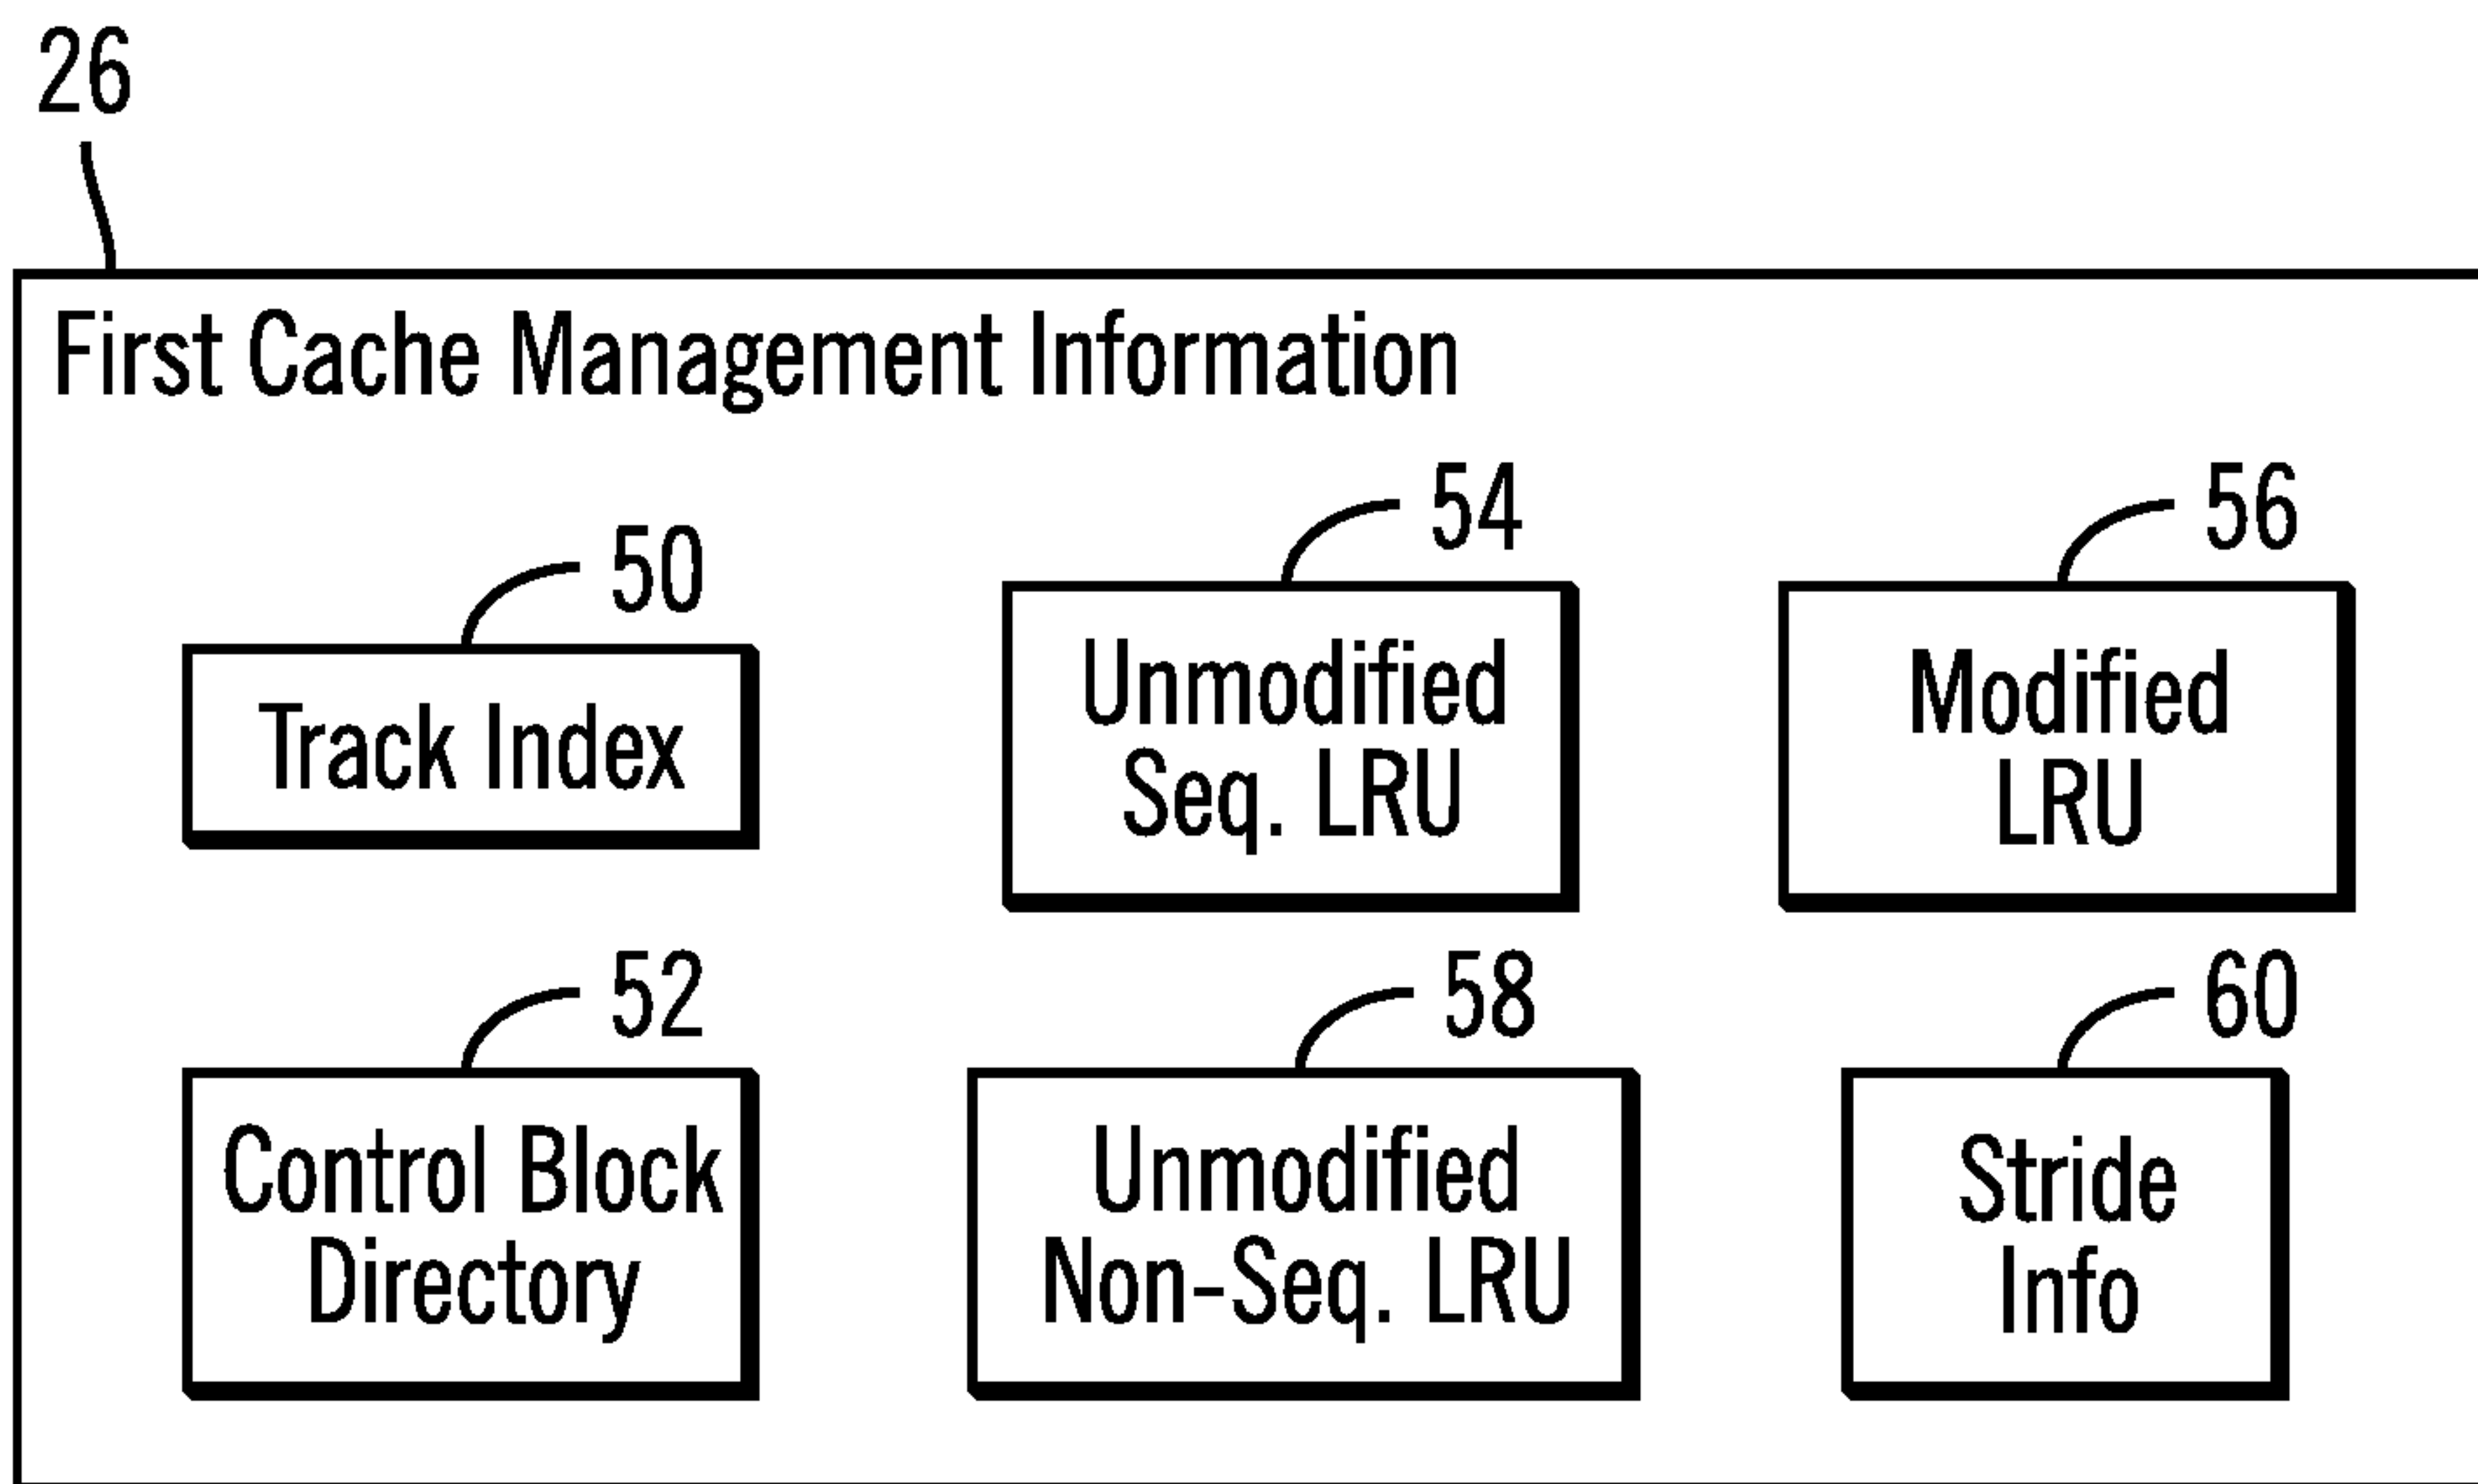 26
First Cache Management Information
50
Track Index
54
Unmodified
Seq. LRU
56
Modified
LRU
52
Control Block
Directory
58
Unmodified
Non-Seq. LRU
60
Stride
Info